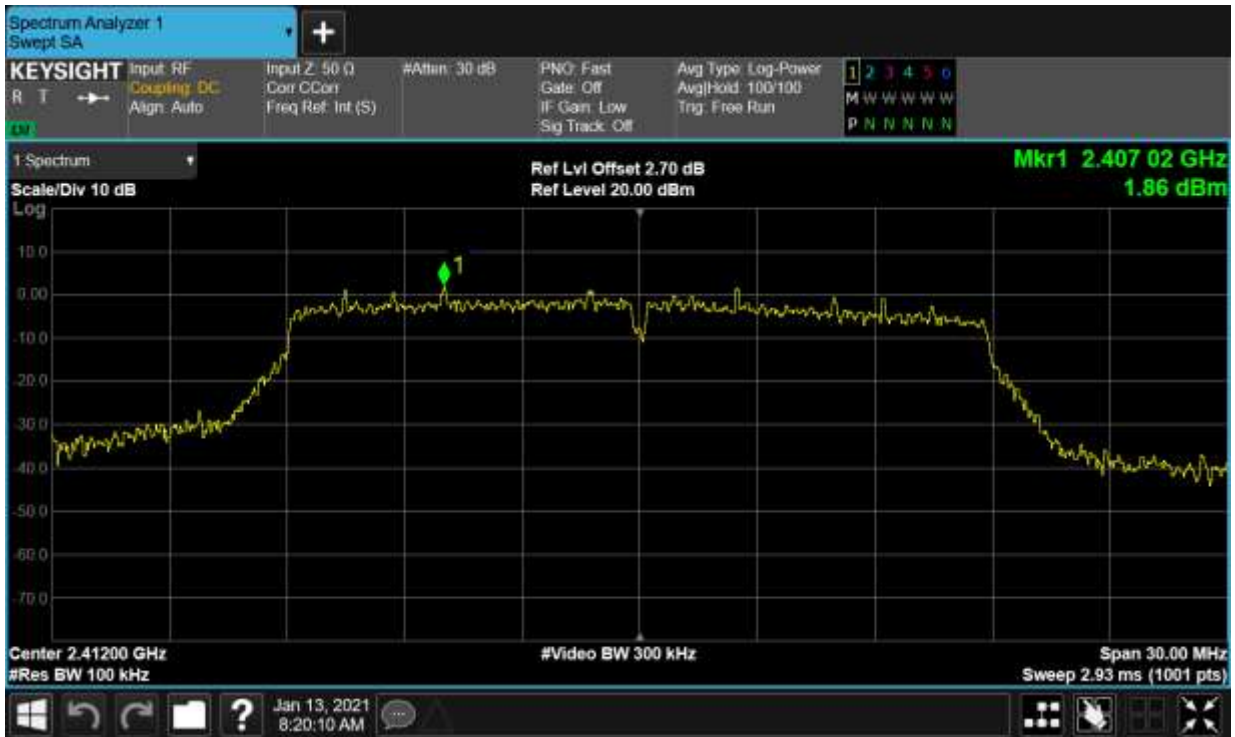 Spectrum Analyzer 1
Swept SA
+
KEYSIGHT
R T
Input: RF
Coupling: DC
Align: Auto
Input Z: 50 Ω
Corr CCorr
Freq Ref: Int (S)
#Atten: 30 dB
PNO: Fast
Gate: Off
IF Gain: Low
Sig Track: Off
Avg Type: Log-Power
Avg|Hold: 100/100
Trig: Free Run
1 2 3 4 5 6
M W W W W W
P N N N N N
1 Spectrum
Scale/Div 10 dB
Ref Lvl Offset 2.70 dB
Ref Level 20.00 dBm
Mkr1 2.407 02 GHz
1.86 dBm
Log
10.0
0.00
-10.0
-20.0
-30.0
-40.0
-50.0
-60.0
-70.0
1
Center 2.41200 GHz
#Video BW 300 kHz
Span 30.00 MHz
#Res BW 100 kHz
Sweep 2.93 ms (1001 pts)
?
Jan 13, 2021
8:20:10 AM